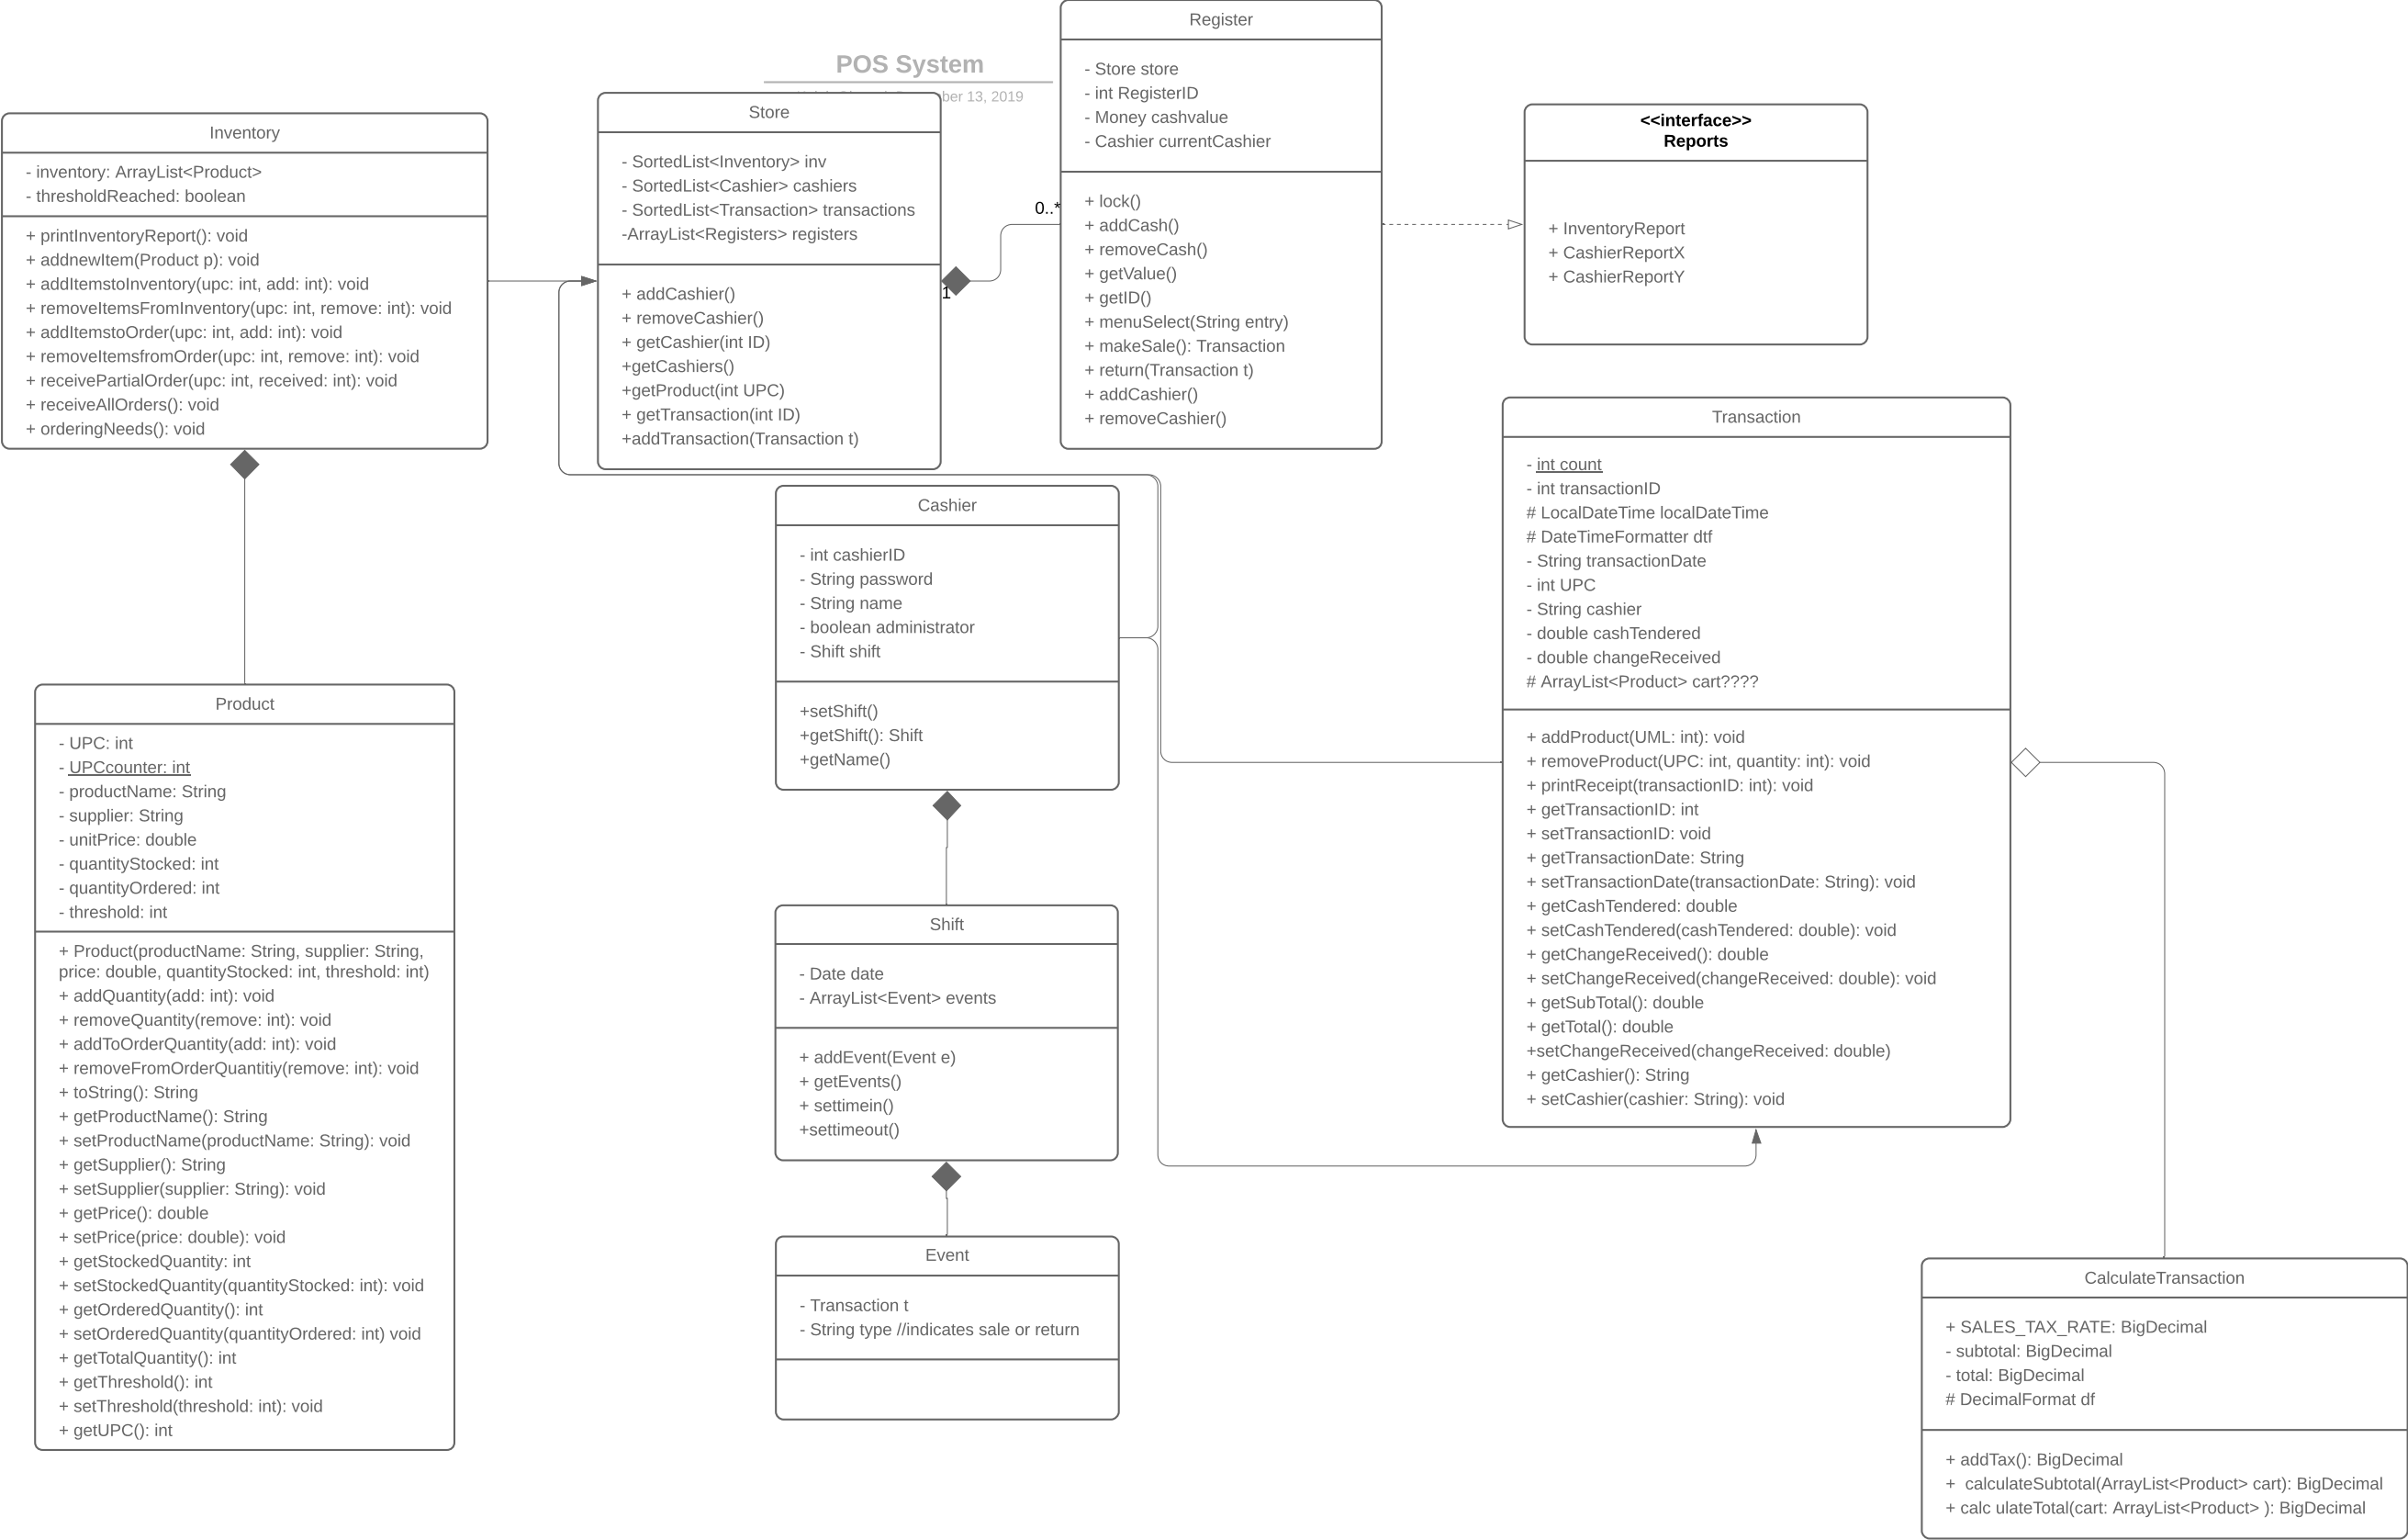 POS System
ber 13, 2019
Inventory
- inventory: ArrayList<Product>
- thresholdReached: boolean
+ printInventoryReport(): void
+ addnewItem(Product p): void
+ addItemstoInventory(upc: int, add: int): void
+ removeItemsFromInventory(upc: int, remove: int): void
+ addItemstoOrder(upc: int, add: int): void
+ removeItemsfromOrder(upc: int, remove: int): void
+ receivePartialOrder(upc: int, received: int): void
+ receiveAllOrders(): void
+ orderingNeeds(): void
Store
- SortedList<Inventory> inv
- SortedList<Cashier> cashiers
- SortedList<Transaction> transactions
-ArrayList<Registers> registers
+ addCashier()
+ removeCashier()
+ getCashier(int ID)
+getCashiers()
+getProduct(int UPC)
+ getTransaction(int ID)
+addTransaction(Transaction t)
1
0..*
Register
- Store store
- int RegisterID
- Money cashvalue
- Cashier currentCashier
+ lock()
+ addCash()
+ removeCash()
+ getValue()
+ getID()
+ menuSelect(String entry)
+ makeSale(): Transaction
+ return(Transaction t)
+ addCashier()
+ removeCashier()
<<interface>>
Reports
+ InventoryReport
+ CashierReportX
+ CashierReportY
Product
- UPC: int
- UPCcounter: int
- productName: String
- supplier: String
- unitPrice: double
- quantityStocked: int
- quantityOrdered: int
- threshold: int
+ Product(productName: String, supplier: String,
price: double, quantityStocked: int, threshold: int)
+ addQuantity(add: int): void
+ removeQuantity(remove: int): void
+ addToOrderQuantity(add: int): void
+ removeFromOrderQuantitiy(remove: int): void
+ toString(): String
+ getProductName(): String
+ setProductName(productName: String): void
+ getSupplier(): String
+ setSupplier(supplier: String): void
+ getPrice(): double
+ setPrice(price: double): void
+ getStockedQuantity: int
+ setStockedQuantity(quantityStocked: int): void
+ getOrderedQuantity(): int
+ setOrderedQuantity(quantityOrdered: int) void
+ getTotalQuantity(): int
+ getThreshold(): int
+ setThreshold(threshold: int): void
+ getUPC(): int
Cashier
- int cashierID
- String password
- String name
- boolean administrator
- Shift shift
+setShift()
+getShift(): Shift
+getName()
Shift
- Date date
- ArrayList<Event> events
+ addEvent(Event e)
+ getEvents()
+ settimein()
+settimeout()
Event
- Transaction t
- String type //indicates sale or return
Transaction
- int count
- int transactionID
# LocalDateTime localDateTime
# DateTimeFormatter dtf
- String transactionDate
- int UPC
- String cashier
- double cashTendered
- double changeReceived
# ArrayList<Product> cart????
+ addProduct(UML: int): void
+ removeProduct(UPC: int, quantity: int): void
+ printReceipt(transactionID: int): void
+ getTransactionID: int
+ setTransactionID: void
+ getTransactionDate: String
+ setTransactionDate(transactionDate: String): void
+ getCashTendered: double
+ setCashTendered(cashTendered: double): void
+ getChangeReceived(): double
+ setChangeReceived(changeReceived: double): void
+ getSubTotal(): double
+ getTotal(): double
+setChangeReceived(changeReceived: double)
+ getCashier(): String
+ setCashier(cashier: String): void
CalculateTransaction
+ SALES_TAX_RATE: BigDecimal
- subtotal: BigDecimal
- total: BigDecimal
# DecimalFormat df
+ addTax(): BigDecimal
+  calculateSubtotal(ArrayList<Product> cart): BigDecimal
+ calc ulateTotal(cart: ArrayList<Product> ): BigDecimal